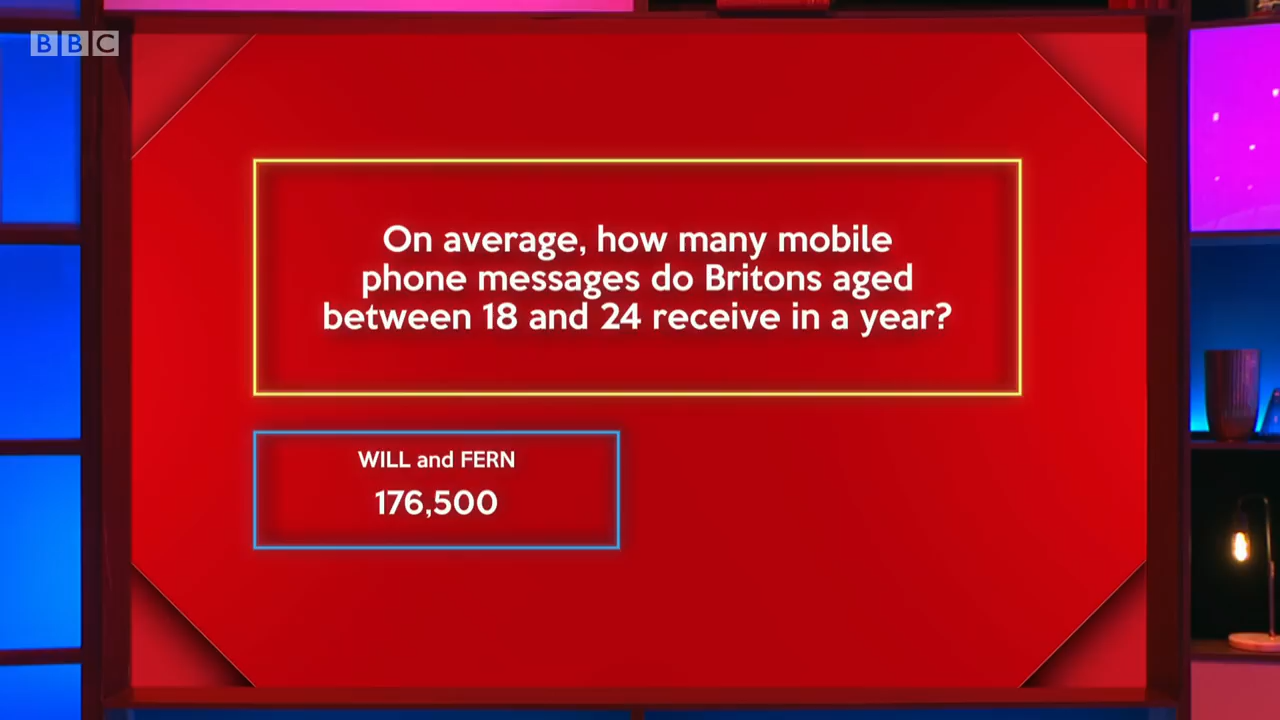 BBC
On average, how many mobile
phone messages do Britons aged
between 18 and 24 receive in a year?
WILL and FERN
176,500